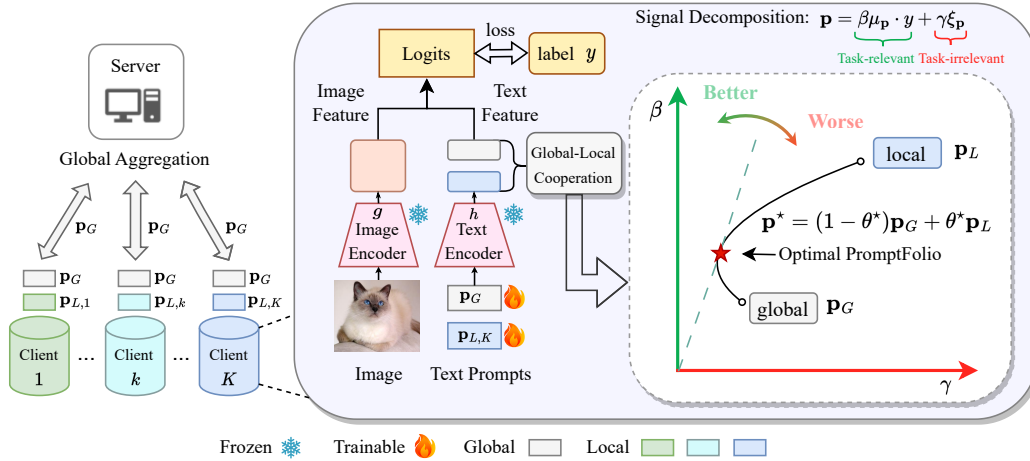 Signal Decomposition: p = βμ_p · y + γξ_p
Task-relevant Task-irrelevant
Server
Global Aggregation
p_G p_G p_G
p_G p_G p_G
p_{L,1} p_{L,k} p_{L,K}
Client 1
...
Client k
...
Client K
Logits
loss
label y
Image Feature
Text Feature
Global-Local
Cooperation
g
Image
Encoder
h
Text
Encoder
p_G
p_{L,K}
Image
Text Prompts
β
Better
Worse
local p_L
p^⋆ = (1 − θ^⋆)p_G + θ^⋆p_L
Optimal PromptFolio
global p_G
γ
Frozen Trainable Global Local